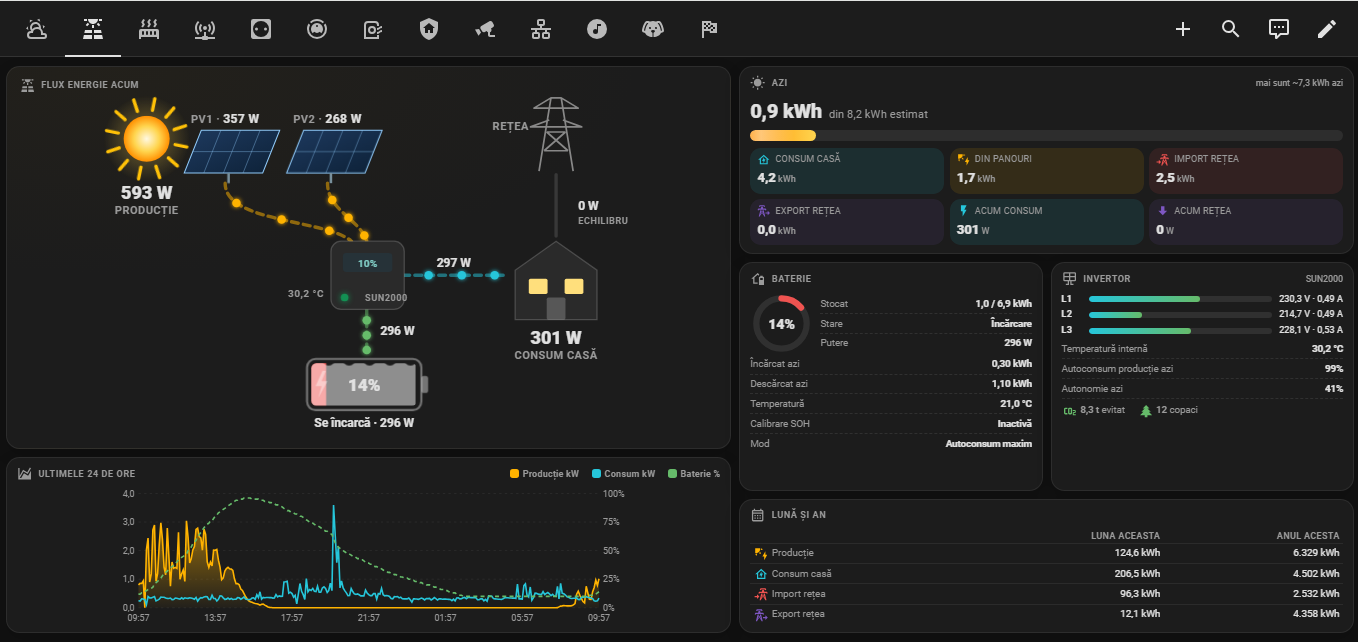 FLUX ENERGIE ACUM
PV1 · 357 W
PV2 · 268 W
REȚEA
593 W
PRODUCȚIE
0 W
ECHILIBRU
10%
297 W
30,2 °C
SUN2000
296 W
301 W
CONSUM CASĂ
14%
Se încarcă · 296 W
ULTIMELE 24 DE ORE
Producție kW
Consum kW
Baterie %
4,0
100%
3,0
75%
2,0
50%
1,0
25%
0,0
0%
09:57
13:57
17:57
21:57
01:57
05:57
09:57
AZI
mai sunt ~7,3 kWh azi
0,9 kWh din 8,2 kWh estimat
CONSUM CASĂ
4,2 kWh
DIN PANOURI
1,7 kWh
IMPORT REȚEA
2,5 kWh
EXPORT REȚEA
0,0 kWh
ACUM CONSUM
301 W
ACUM REȚEA
0 W
BATERIE
14%
Stocat 1,0 / 6,9 kWh
Stare Încărcare
Putere 296 W
Încărcat azi 0,30 kWh
Descărcat azi 1,10 kWh
Temperatură 21,0 °C
Calibrare SOH Inactivă
Mod Autoconsum maxim
INVERTOR SUN2000
L1 230,3 V · 0,49 A
L2 214,7 V · 0,49 A
L3 228,1 V · 0,53 A
Temperatură internă 30,2 °C
Autoconsum producție azi 99%
Autonomie azi 41%
CO₂ 8,3 t evitat 12 copaci
LUNĂ ȘI AN
LUNA ACEASTA ANUL ACESTA
Producție 124,6 kWh 6.329 kWh
Consum casă 206,5 kWh 4.502 kWh
Import rețea 96,3 kWh 2.532 kWh
Export rețea 12,1 kWh 4.358 kWh